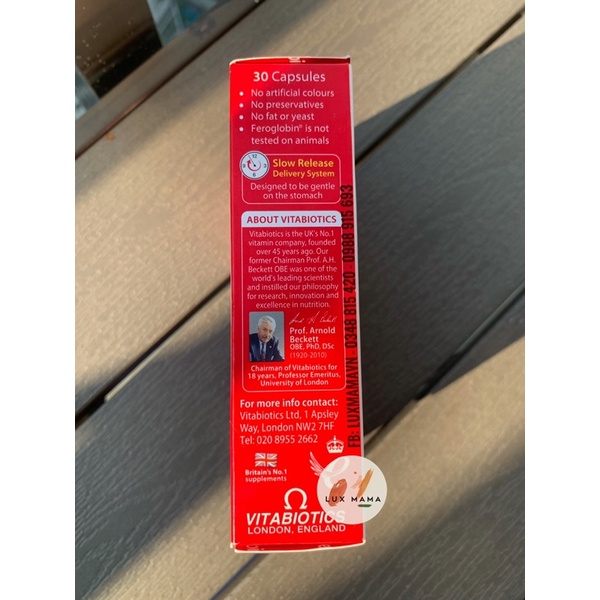 30 Capsules
• No artificial colours
• No preservatives
• No fat or yeast
• Feroglobin® is not
tested on animals
12
3
6
9
Slow Release
Delivery System
Designed to be gentle
on the stomach
ABOUT VITABIOTICS
Vitabiotics is the UK's No.1
vitamin company, founded
over 45 years ago. Our
former Chairman Prof. A.H.
Beckett OBE was one of the
world's leading scientists
and instilled our philosophy
for research, innovation and
excellence in nutrition.
Prof. Arnold
Beckett
OBE, PhD, DSc
(1920-2010)
Chairman of Vitabiotics for
18 years, Professor Emeritus,
University of London
For more info contact:
Vitabiotics Ltd, 1 Apsley
Way, London NW2 7HF
Tel: 020 8955 2662
Britain's No.1
supplements
VITABIOTICS
LONDON, ENGLAND
FB: LUXMAMAVN 0348 815 420 0988 915 693
LUX MAMA